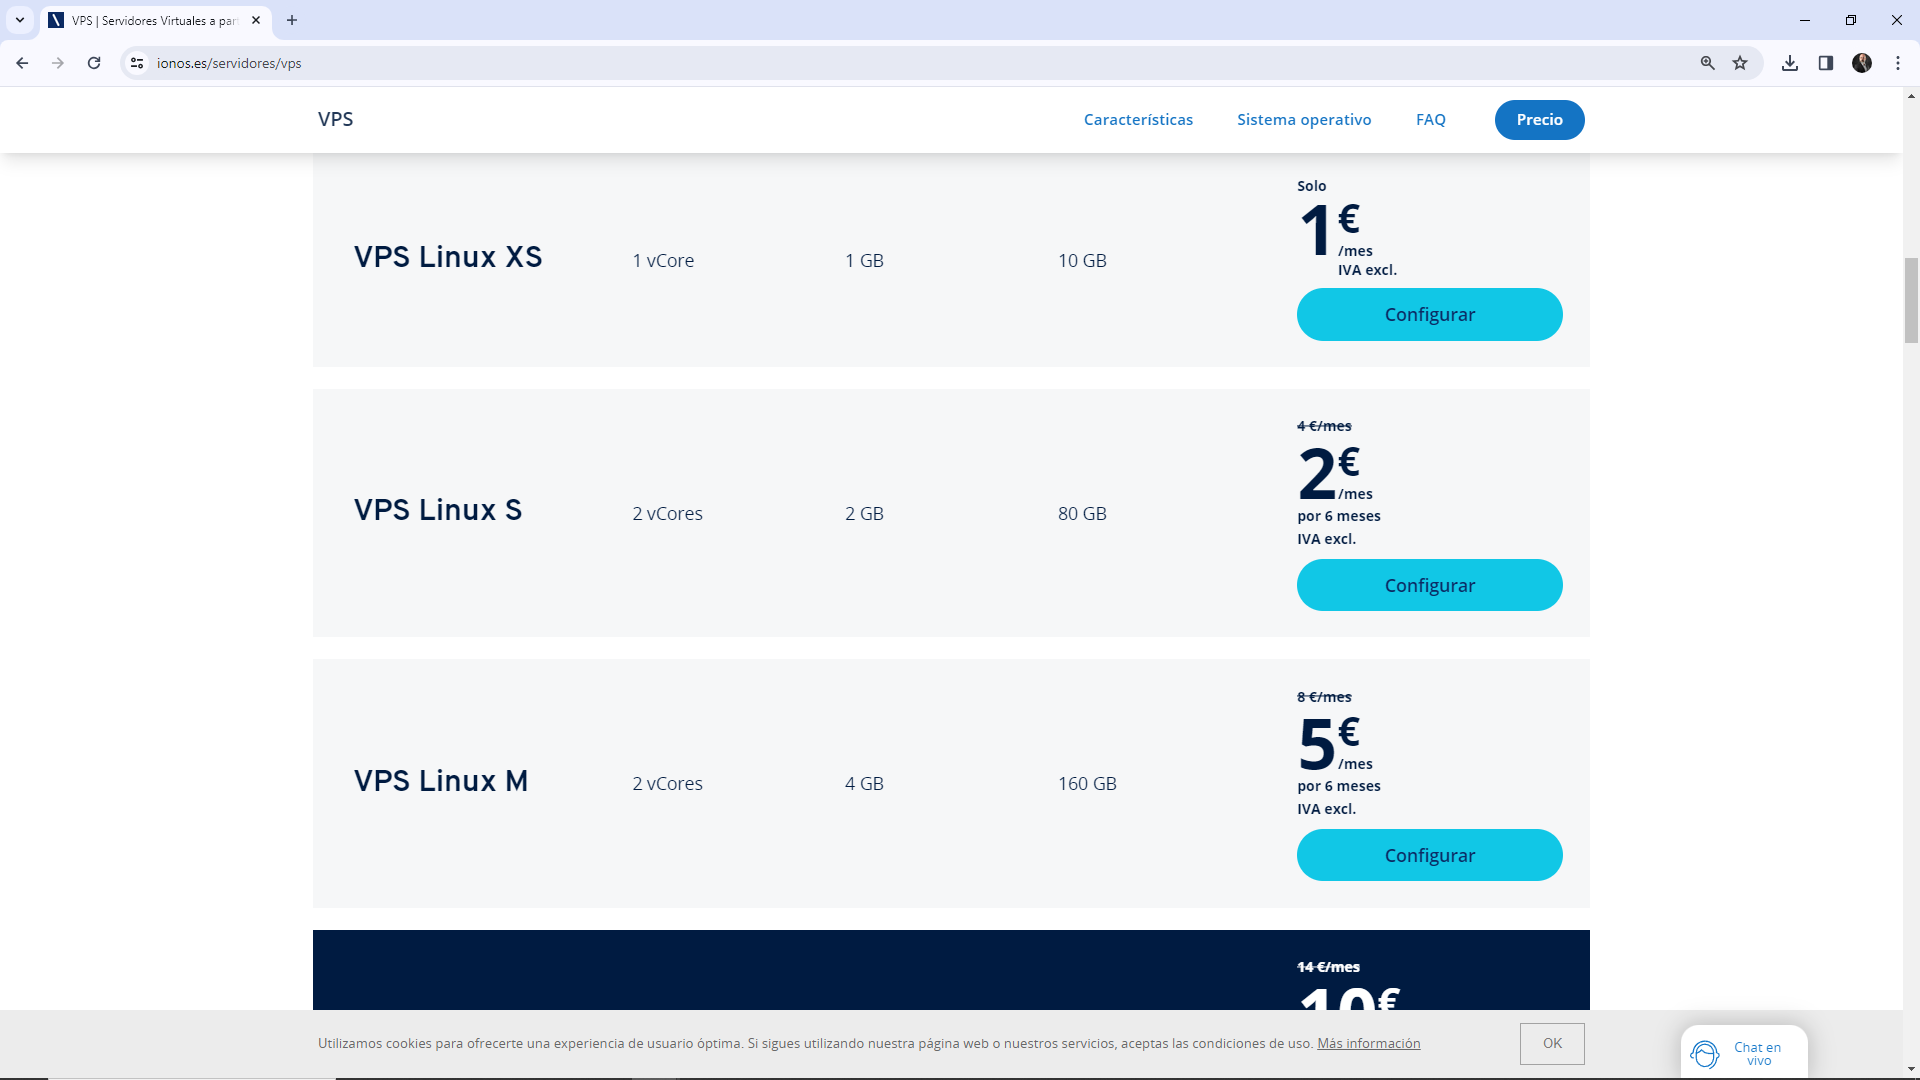 VPS | Servidores Virtuales a part
ionos.es/servidores/vps
VPS
Características
Sistema operativo
FAQ
Precio
Solo
1 €
/mes
IVA excl.
VPS Linux XS
1 vCore
1 GB
10 GB
Configurar
4 €/mes
2 €
/mes
por 6 meses
IVA excl.
VPS Linux S
2 vCores
2 GB
80 GB
Configurar
8 €/mes
5 €
/mes
por 6 meses
IVA excl.
VPS Linux M
2 vCores
4 GB
160 GB
Configurar
14 €/mes
10 €
Utilizamos cookies para ofrecerte una experiencia de usuario óptima. Si sigues utilizando nuestra página web o nuestros servicios, aceptas las condiciones de uso. Más información
OK
Chat en
vivo